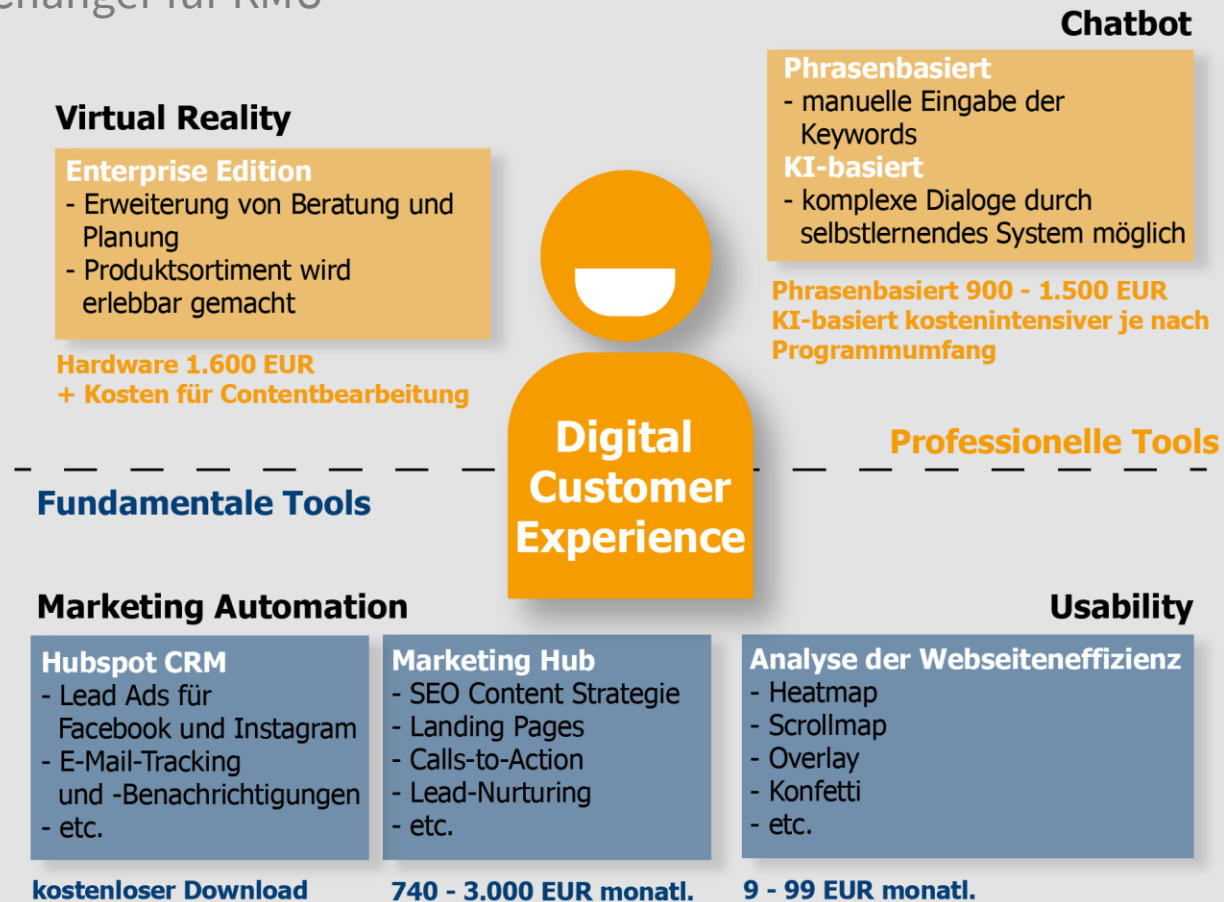 für KMU
Chatbot
Phrasenbasiert
- manuelle Eingabe der
Keywords
KI-basiert
- komplexe Dialoge durch
selbstlernendes System möglich
Phrasenbasiert 900 - 1.500 EUR
KI-basiert kostenintensiver je nach
Programmumfang
Virtual Reality
Enterprise Edition
- Erweiterung von Beratung und
Planung
- Produktsortiment wird
erlebbar gemacht
Hardware 1.600 EUR
+ Kosten für Contentbearbeitung
Digital
Customer
Experience
Professionelle Tools
Fundamentale Tools
Marketing Automation
Hubspot CRM
- Lead Ads für
Facebook und Instagram
- E-Mail-Tracking
und -Benachrichtigungen
- etc.
kostenloser Download
Marketing Hub
- SEO Content Strategie
- Landing Pages
- Calls-to-Action
- Lead-Nurturing
- etc.
740 - 3.000 EUR monatl.
Usability
Analyse der Webseiteneffizienz
- Heatmap
- Scrollmap
- Overlay
- Konfetti
- etc.
9 - 99 EUR monatl.